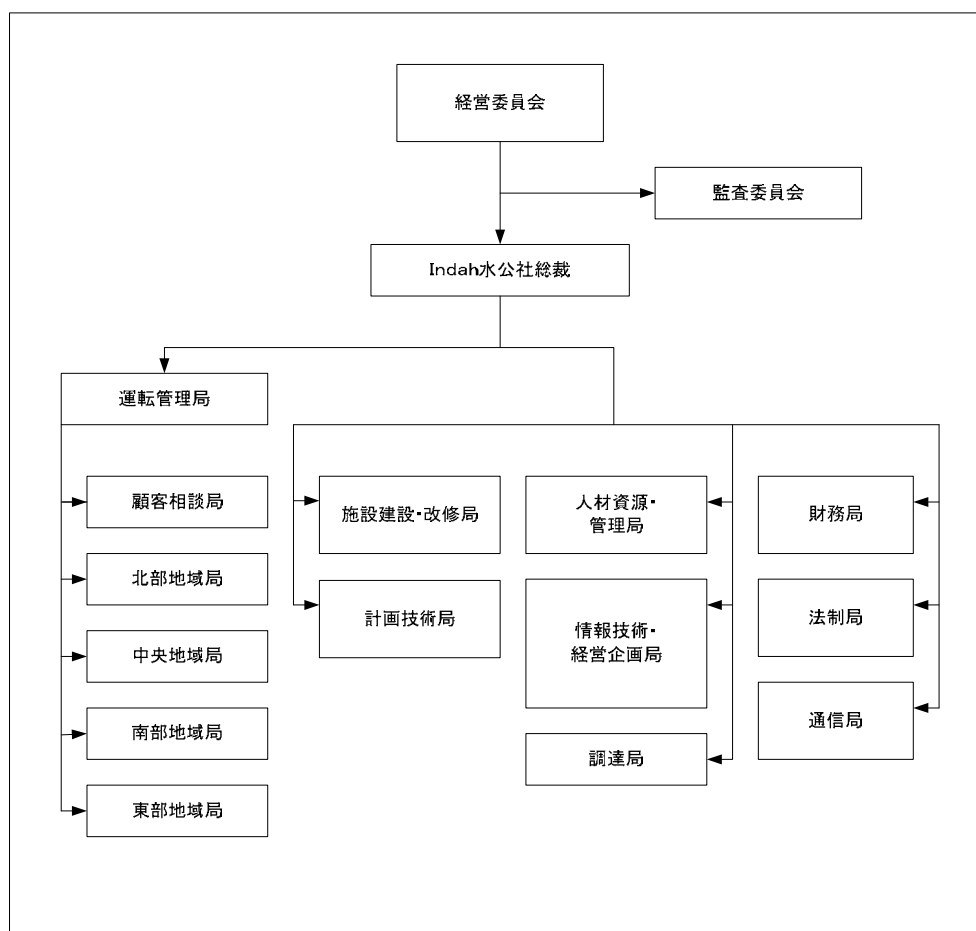 経営委員会
監査委員会
Indah水公社総裁
運転管理局
顧客相談局
北部地域局
中央地域局
南部地域局
東部地域局
施設建設・改修局
計画技術局
人材資源・
管理局
情報技術・
経営企画局
調達局
財務局
法制局
通信局